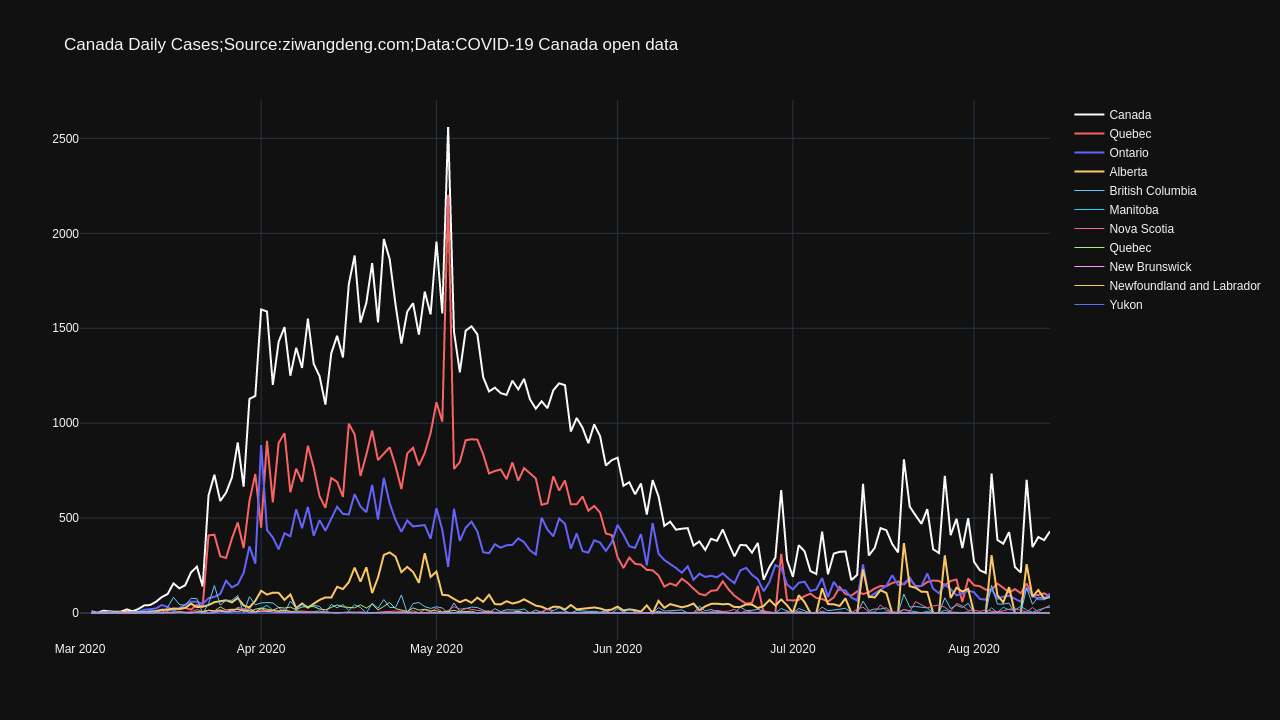 Canada Daily Cases;Source:ziwangdeng.com;Data:COVID-19 Canada open data
2500
2000
1500
1000
500
0
Mar 2020
Apr 2020
May 2020
Jun 2020
Jul 2020
Aug 2020
Canada
Quebec
Ontario
Alberta
British Columbia
Manitoba
Nova Scotia
Quebec
New Brunswick
Newfoundland and Labrador
Yukon